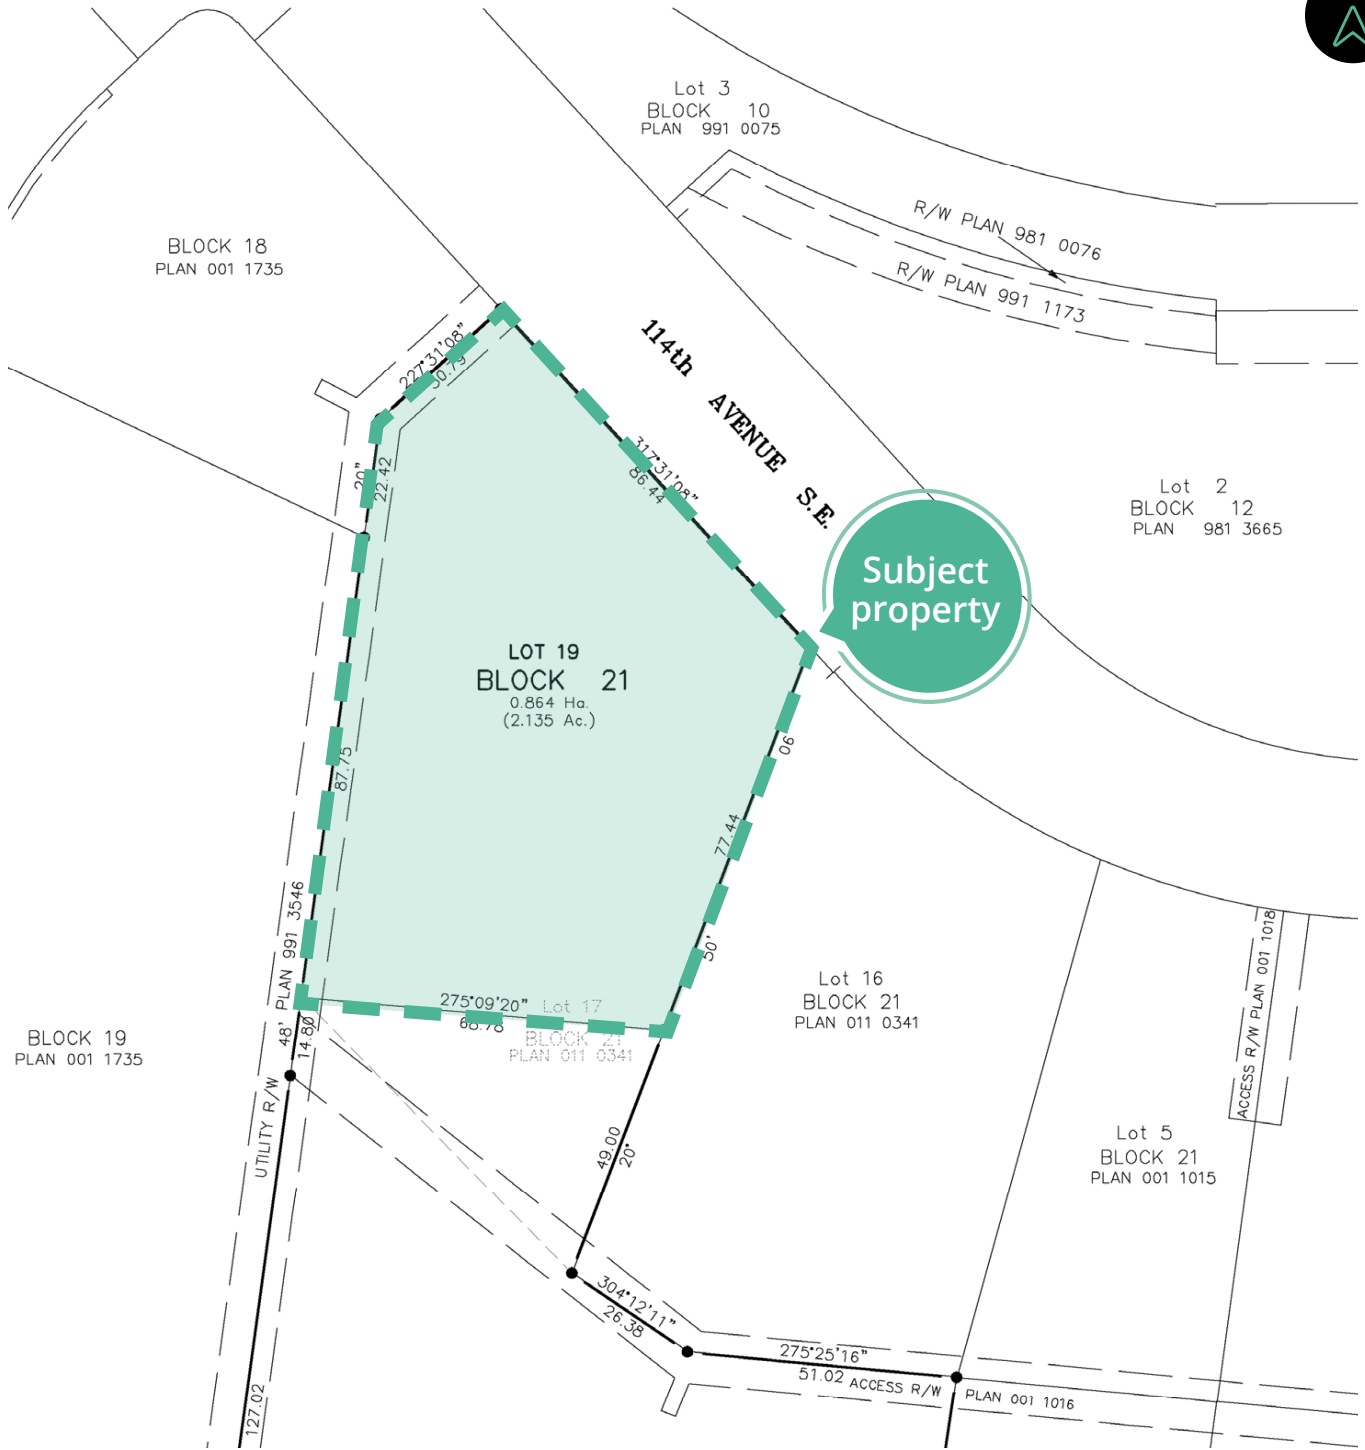 Lot 3
BLOCK 10
PLAN 991 0075
R/W PLAN 981 0076
R/W PLAN 991 1173
BLOCK 18
PLAN 001 1735
227°31'08"
30.79
114th AVENUE S.E.
317°31'08"
86.44
20"
22.42
Lot 2
BLOCK 12
PLAN 981 3665
Subject
property
LOT 19
BLOCK 21
0.864 Ha.
(2.135 Ac.)
06
87.75
77.44
50'
PLAN 991 3546
48'
14.80
UTILITY R/W
275°09'20"
68.78
Lot 17
BLOCK 21
PLAN 011 0341
Lot 16
BLOCK 21
PLAN 011 0341
ACCESS R/W PLAN 001 1018
BLOCK 19
PLAN 001 1735
Lot 5
BLOCK 21
PLAN 001 1015
49.00
20"
304°12'11"
26.38
275°25'16"
51.02
ACCESS R/W PLAN 001 1016
127.02